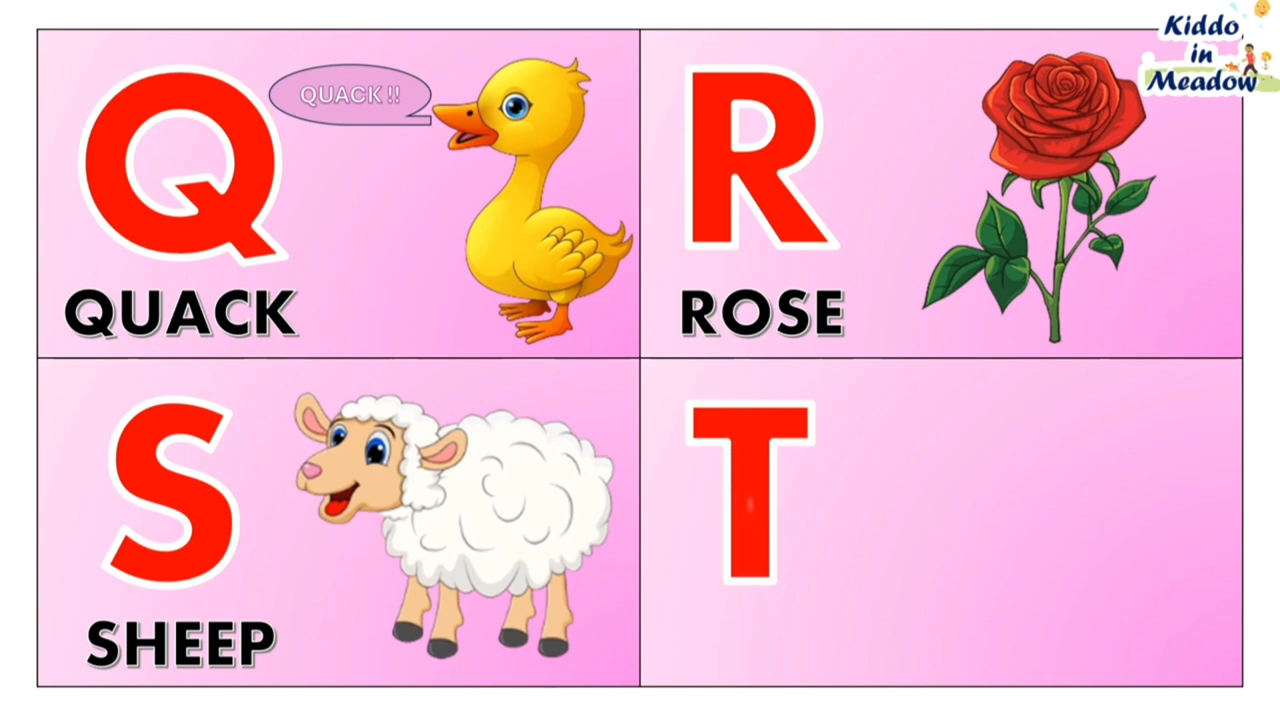 Kiddo
in
Meadow
Q
QUACK !!
QUACK
R
ROSE
S
SHEEP
T